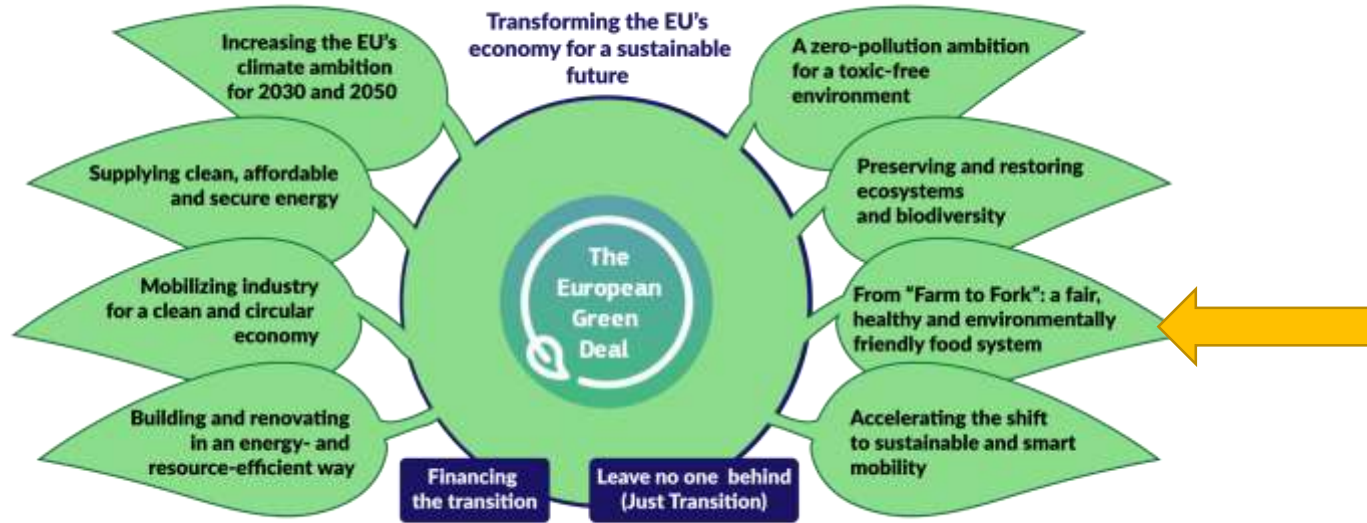 Transforming the EU's
economy for a sustainable
future
Increasing the EU's
climate ambition
for 2030 and 2050
Supplying clean, affordable
and secure energy
Mobilizing industry
for a clean and circular
economy
Building and renovating
in an energy- and
resource-efficient way
The
European
Green
Deal
A zero-pollution ambition
for a toxic-free
environment
Preserving and restoring
ecosystems
and biodiversity
From "Farm to Fork": a fair,
healthy and environmentally
friendly food system
Accelerating the shift
to sustainable and smart
mobility
Financing
the transition
Leave no one behind
(Just Transition)